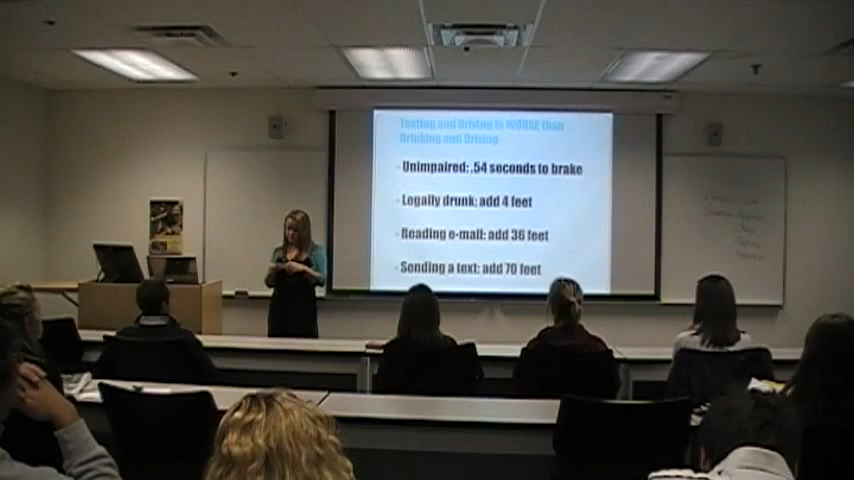 Texting and Driving is WORSE than
Drinking and Driving
Unimpaired: .54 seconds to brake
Legally drunk: add 4 feet
Reading e-mail: add 36 feet
Sending a text: add 70 feet